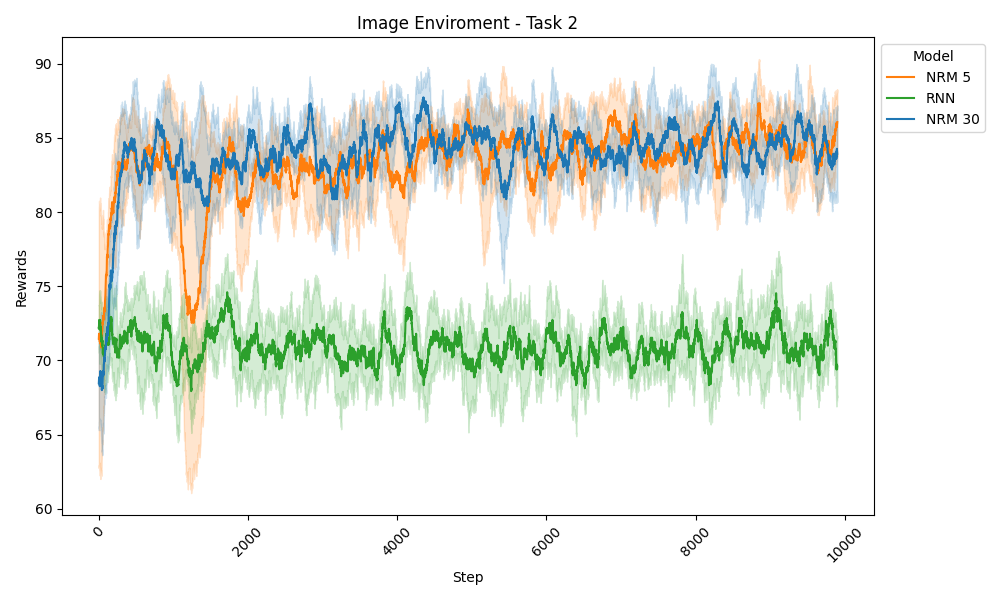 Image Enviroment - Task 2
Rewards
90
85
80
75
70
65
60
0
2000
4000
6000
8000
10000
Step
Model
NRM 5
RNN
NRM 30